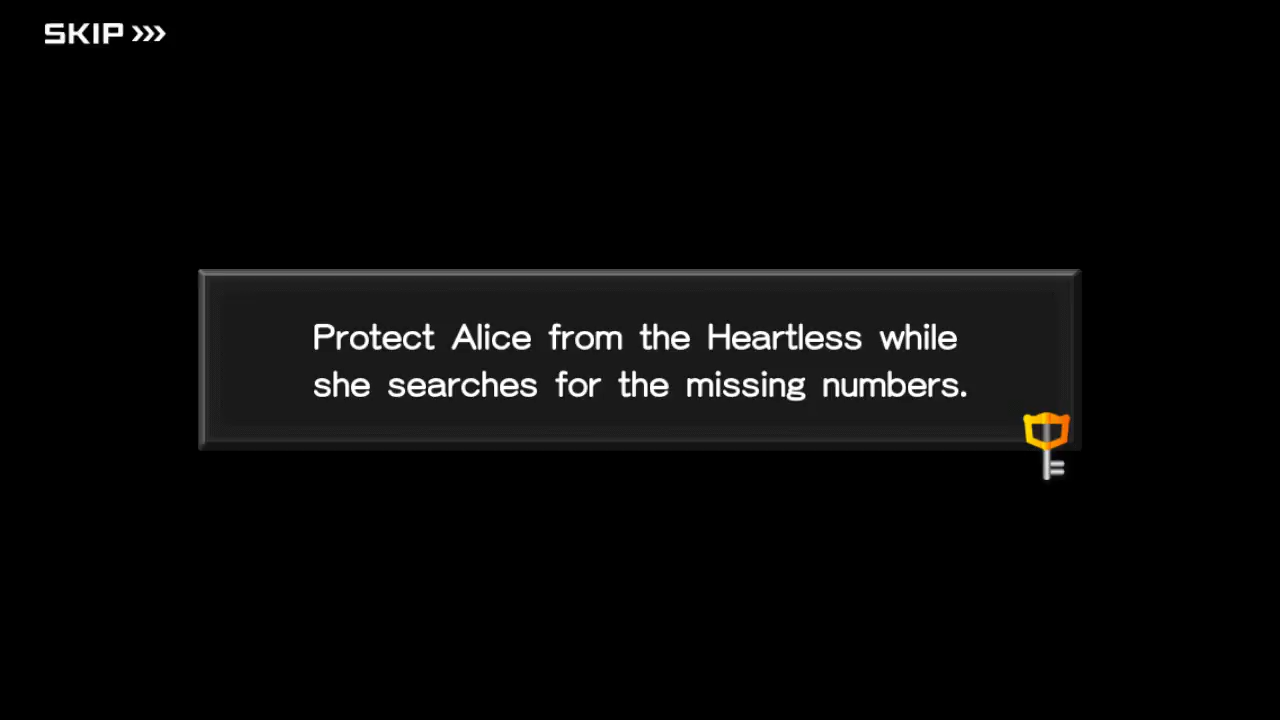 SKIP >>>
Protect Alice from the Heartless while
she searches for the missing numbers.